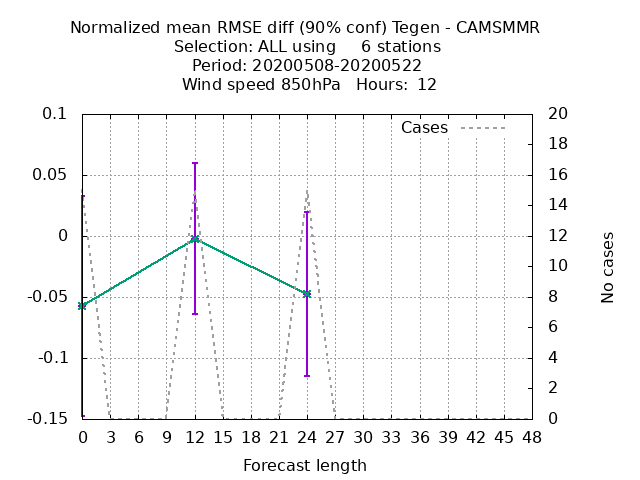 Normalized mean RMSE diff (90% conf) Tegen - CAMSMMR
Selection: ALL using     6 stations
Period: 20200508-20200522
Wind speed 850hPa   Hours:  12
Cases
0.1
0.05
0
-0.05
-0.1
-0.15
20
18
16
14
12
10
8
6
4
2
0
No cases
0 3 6 9 12 15 18 21 24 27 30 33 36 39 42 45 48
Forecast length